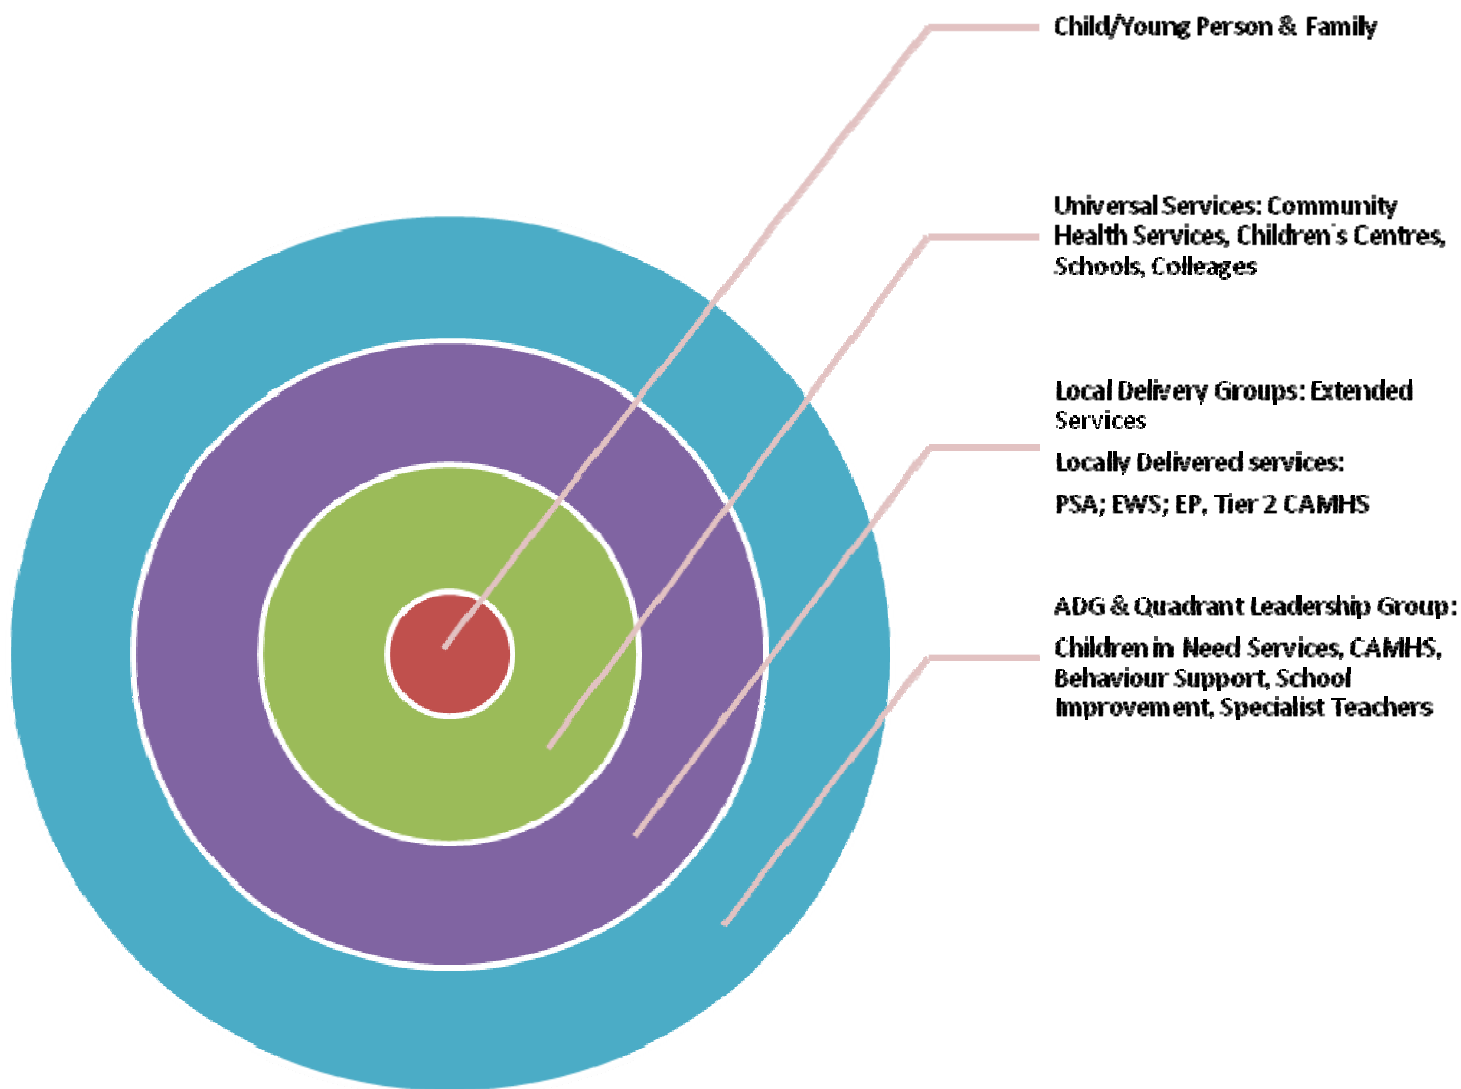 Child/Young Person & Family
Universal Services: Community
Health Services, Children´s Centres,
Schools, Colleages
Local Delivery Groups: Extended
Services
Locally Delivered services:
PSA; EWS; EP, Tier 2 CAMHS
ADG & Quadrant Leadership Group:
Children in Need Services, CAMHS,
Behaviour Support, School
Improvement, Specialist Teachers